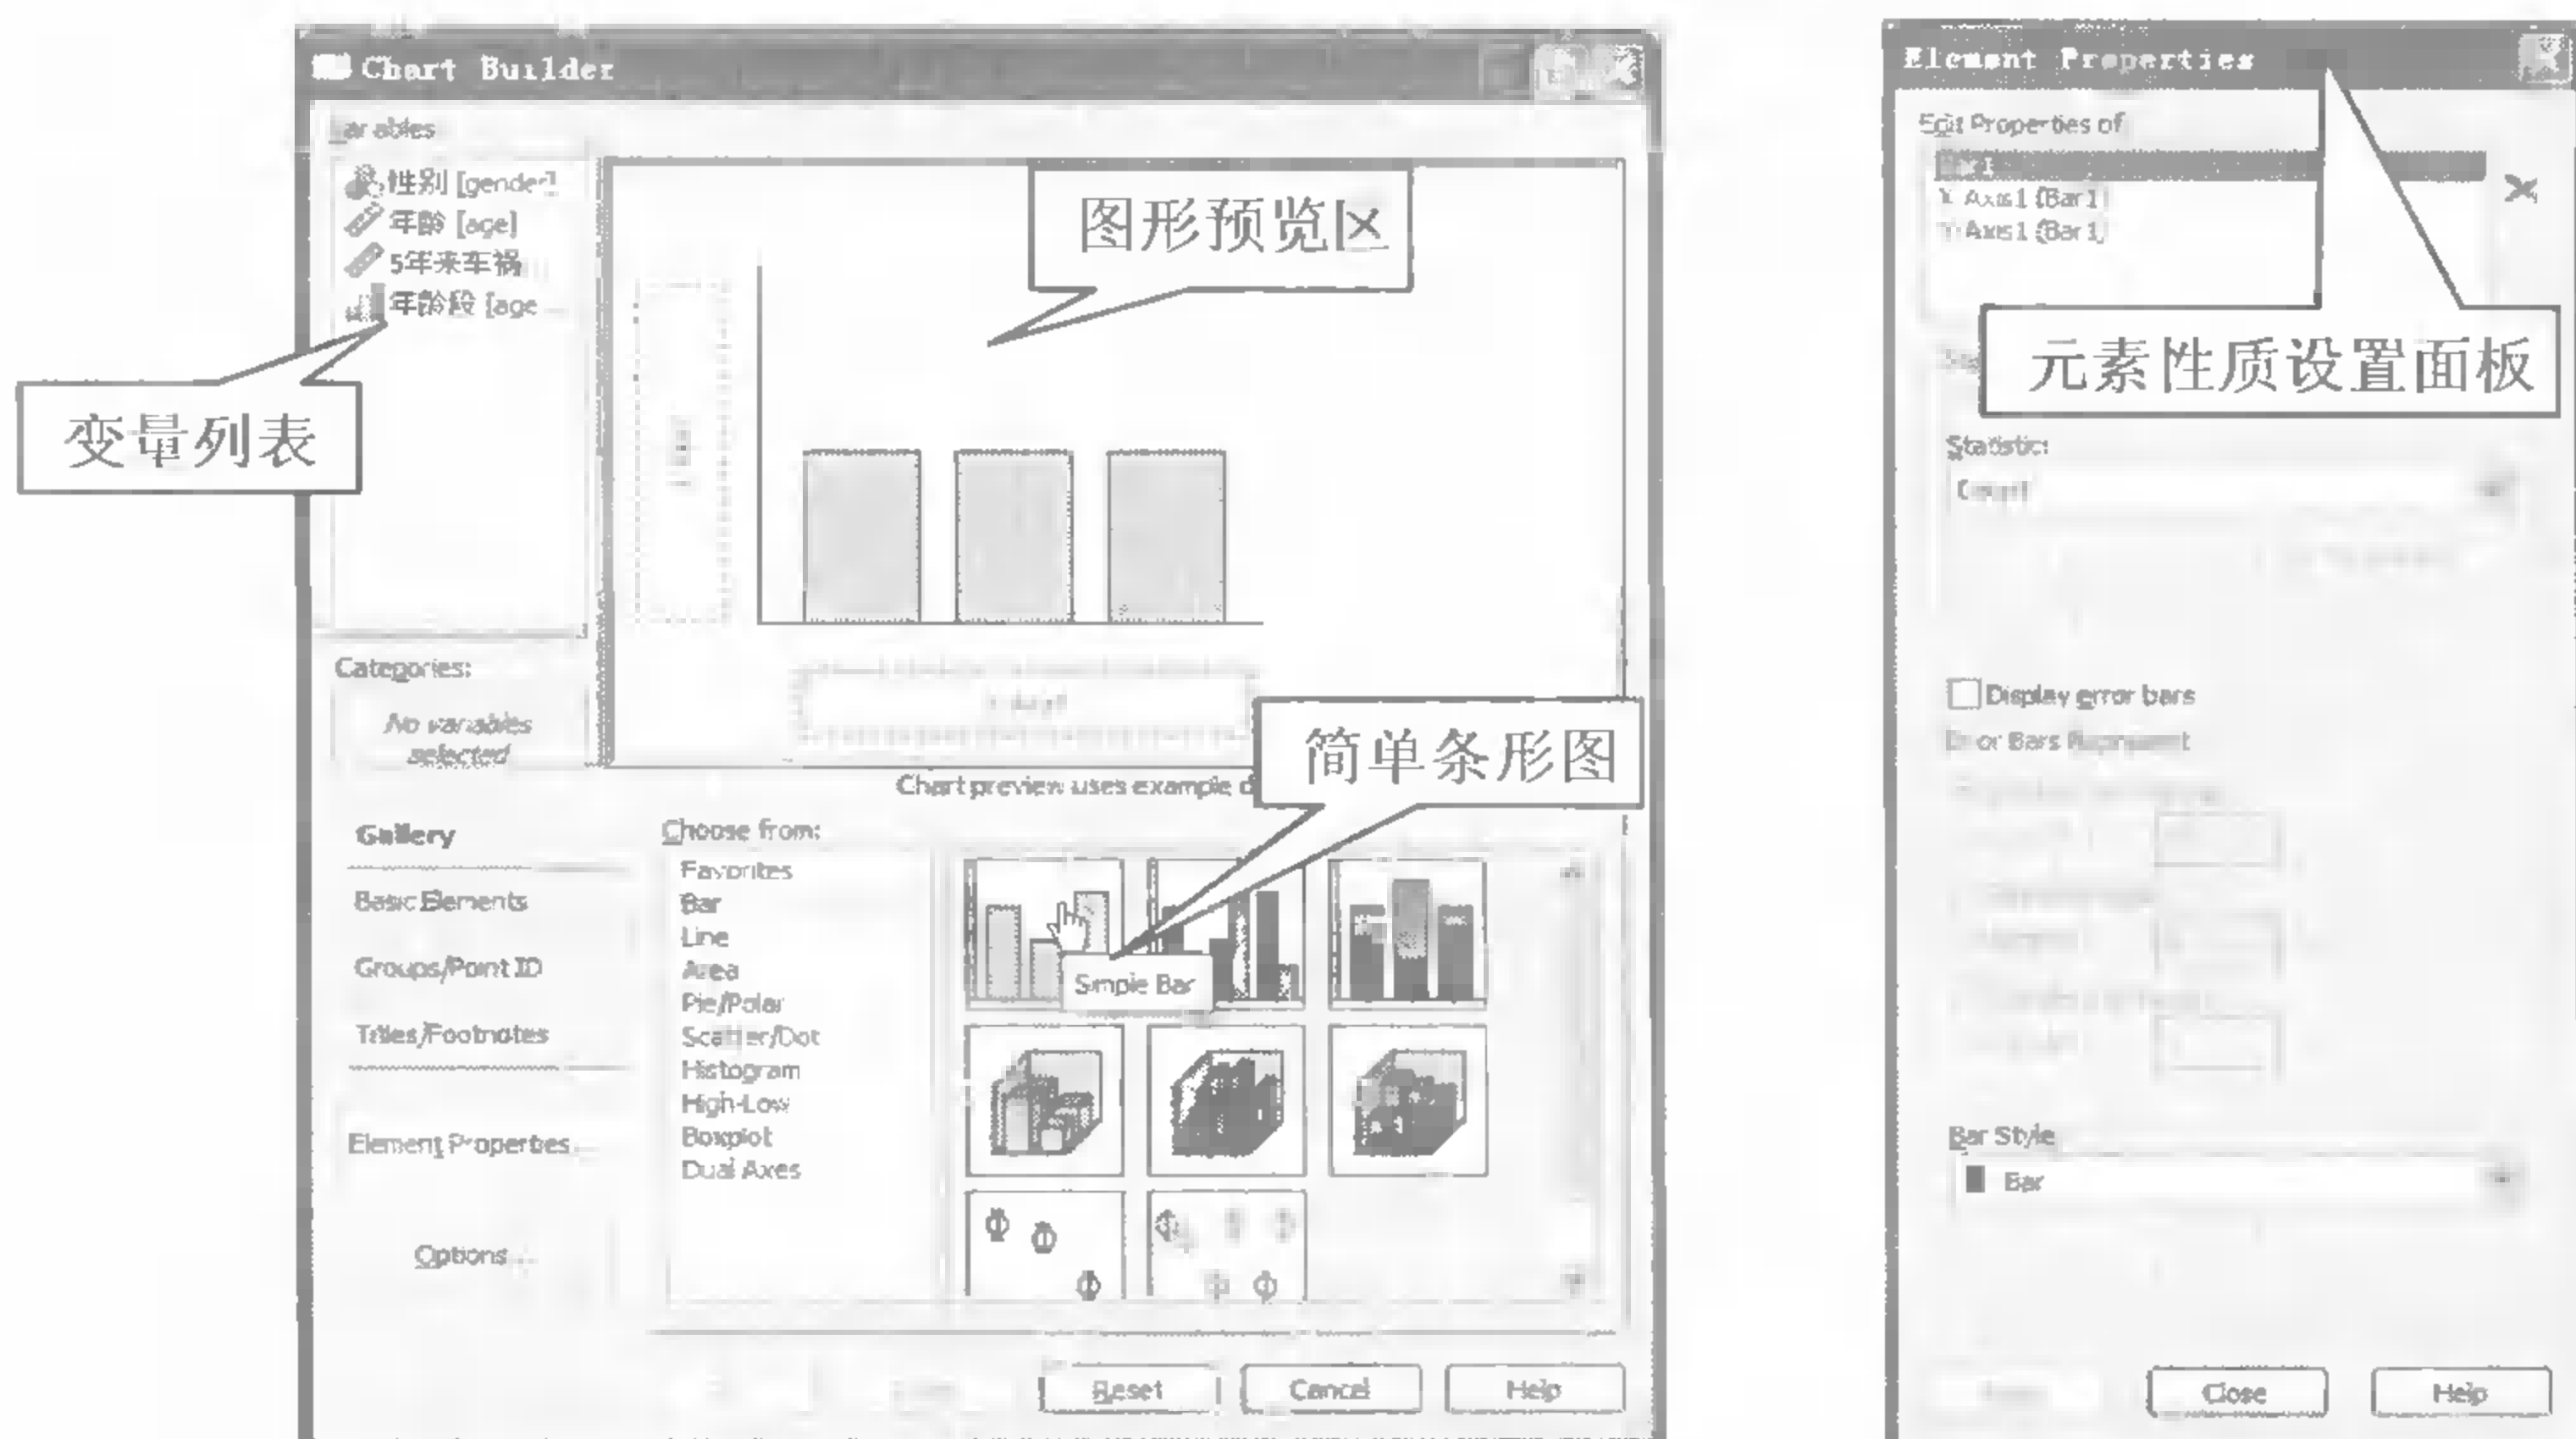 Chart Builder
Variables
性别 [gender]
年龄 [age]
5年来车祸
年龄段 [age
变量列表
图形预览区
Categories:
No variables
selected
简单条形图
Chart preview uses example d
Gallery
Basic Elements
Groups/Point ID
Titles/Footnotes
Element Properties...
Options
Choose from:
Favorites
Bar
Line
Area
Pie/Polar
Scatter/Dot
Histogram
High-Low
Boxplot
Dual Axes
Simple Bar
Reset
Cancel
Help
Element Properties
Edit Properties of
X Axis1 (Bar1)
Y Axis1 (Bar1)
元素性质设置面板
Statistic:
Count
Display error bars
Error Bars Represent
Bar Style
Bar
Close
Help